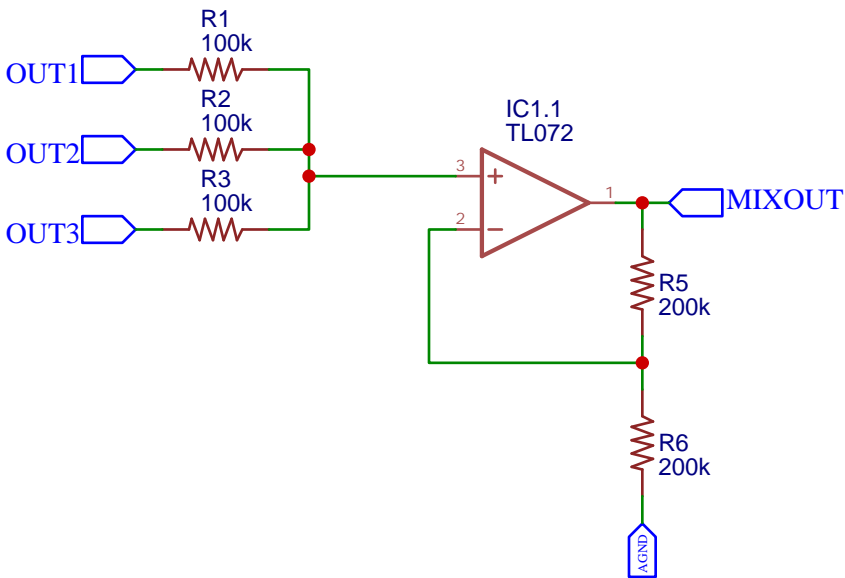 R1
100k
OUT1
R2
100k
OUT2
R3
100k
OUT3
IC1.1
TL072
3
+
2
−
1
MIXOUT
R5
200k
R6
200k
AGND